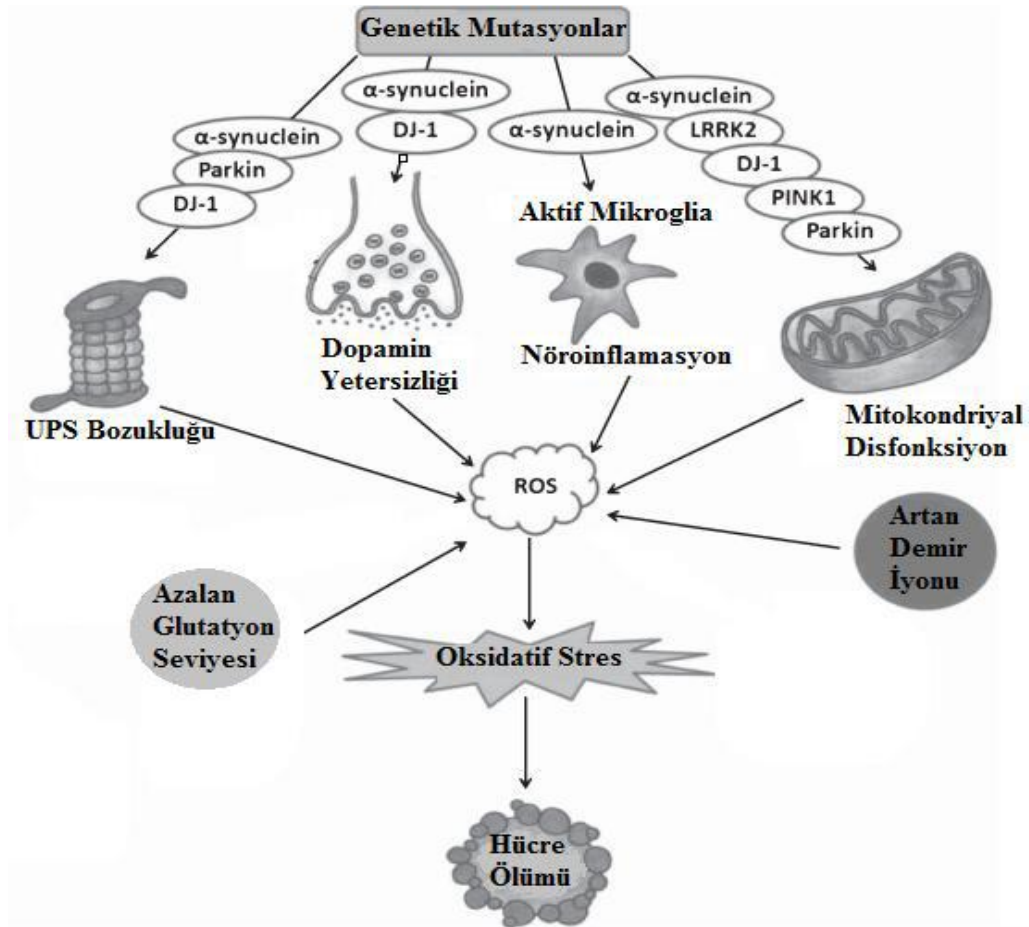 Genetik Mutasyonlar
α-synuclein
Parkin
DJ-1
α-synuclein
DJ-1
α-synuclein
α-synuclein
LRRK2
DJ-1
PINK1
Parkin
Aktif Mikroglia
UPS Bozukluğu
Dopamin
Yetersizliği
Nöroinflamasyon
Mitokondriyal
Disfonksiyon
ROS
Artan
Demir
İyonu
Azalan
Glutatyon
Seviyesi
Oksidatif Stres
Hücre
Ölümü